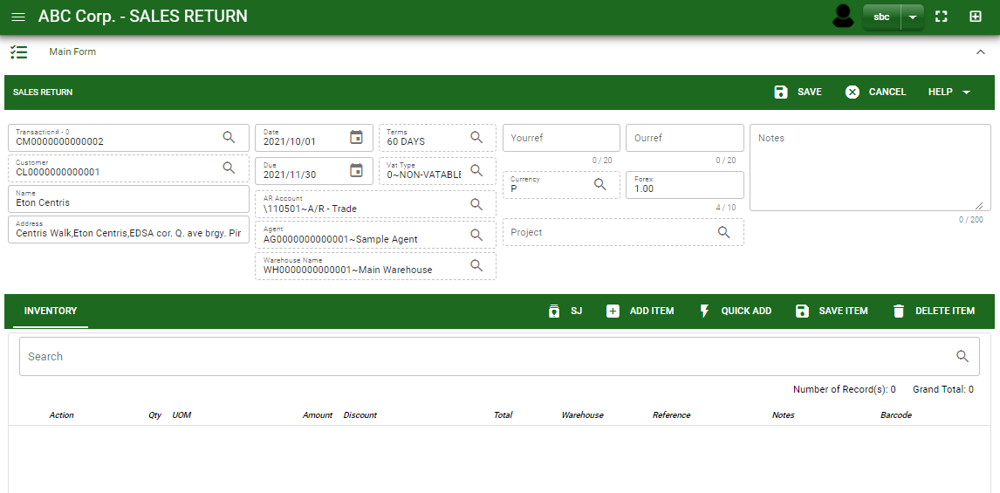 ABC Corp. - SALES RETURN
sbc
Main Form
SALES RETURN
SAVE
CANCEL
HELP
Transaction# - 0
CM0000000000002
Date
2021/10/01
Terms
60 DAYS
Yourref
0 / 20
Ourref
0 / 20
Notes
0 / 200
Customer
CL0000000000001
Due
2021/11/30
Vat Type
0~NON-VATABLE
Currency
P
Forex
1.00
4 / 10
Name
Eton Centris
AR Account
\110501~A/R - Trade
Address
Centris Walk,Eton Centris,EDSA cor. Q. ave brgy. Pir
Agent
AG0000000000001~Sample Agent
Project
Warehouse Name
WH0000000000001~Main Warehouse
INVENTORY
SJ
ADD ITEM
QUICK ADD
SAVE ITEM
DELETE ITEM
Search
Number of Record(s): 0 Grand Total: 0
Action Qty UOM Amount Discount Total Warehouse Reference Notes Barcode